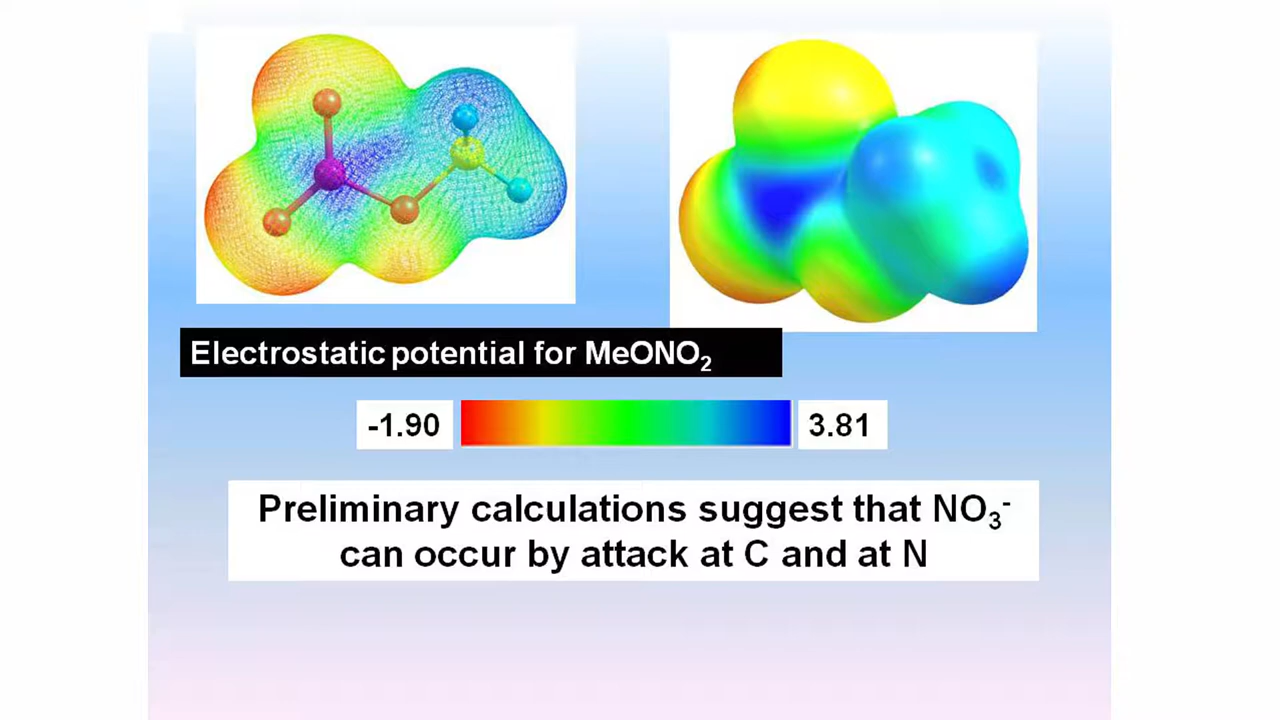 Electrostatic potential for MeONO₂
-1.90 3.81
Preliminary calculations suggest that NO₃⁻
can occur by attack at C and at N